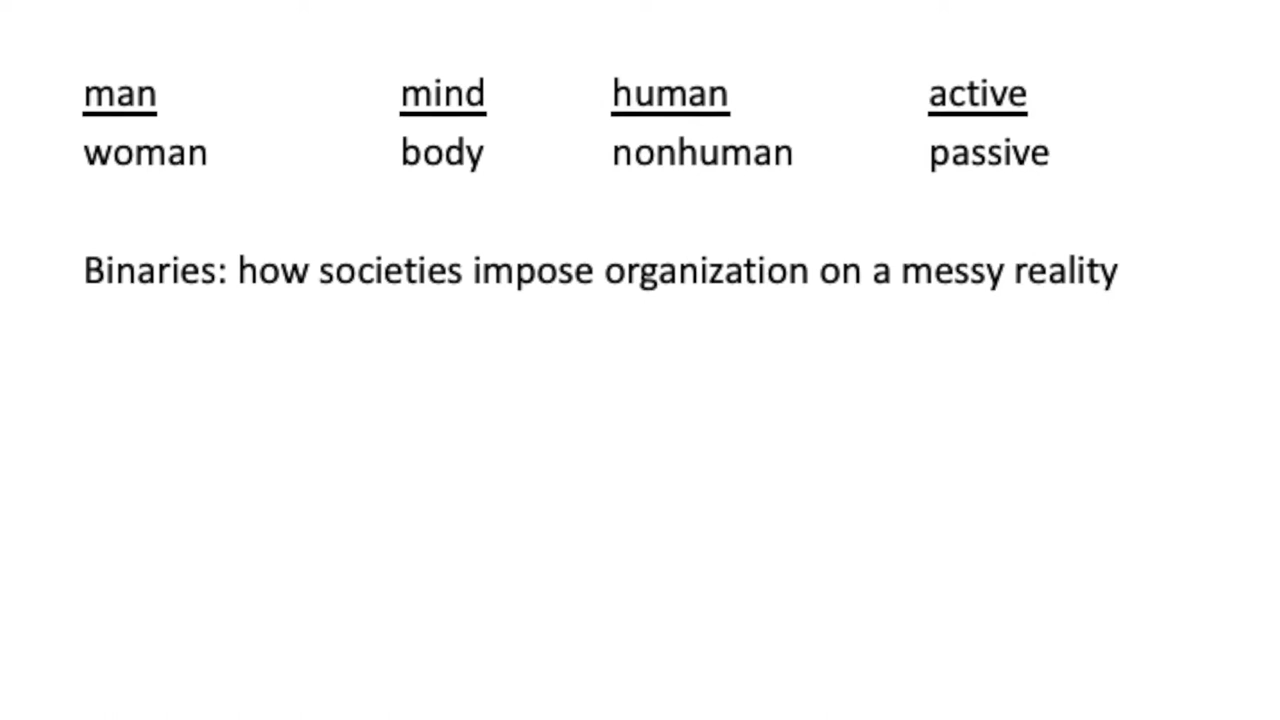 man mind human active
woman body nonhuman passive
Binaries: how societies impose organization on a messy reality